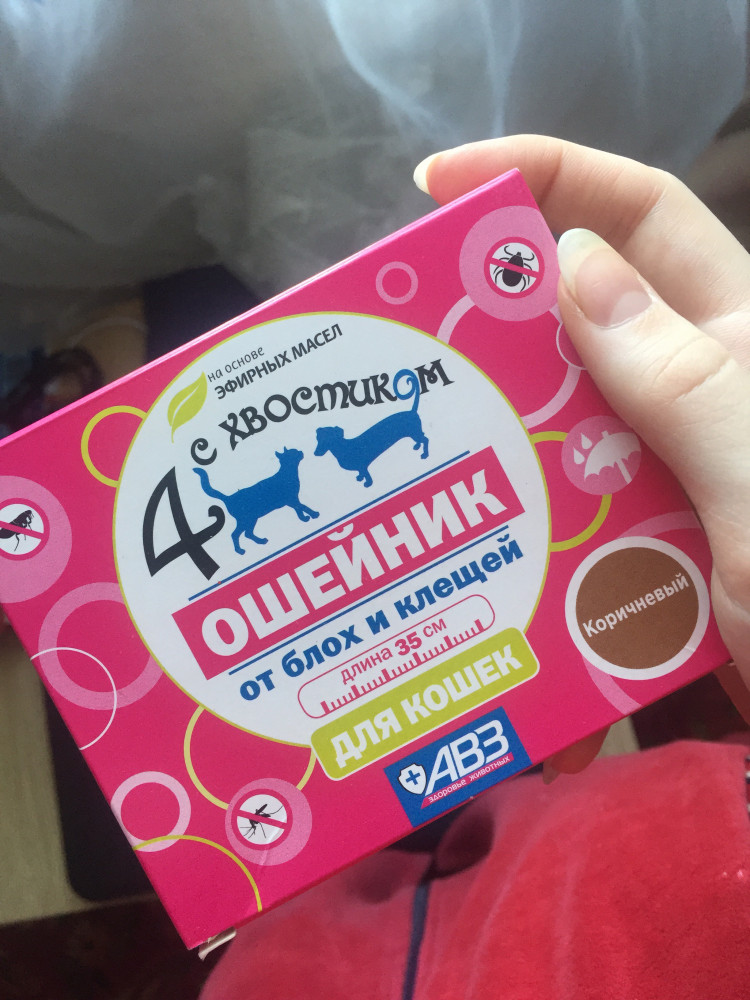 на основе
ЭФИРНЫХ МАСЕЛ
4 с хвостиком
ОШЕЙНИК
от блох и клещей
длина 35 см
ДЛЯ КОШЕК
Коричневый
АВЗ
ЗДОРОВЬЕ ЖИВОТНЫХ